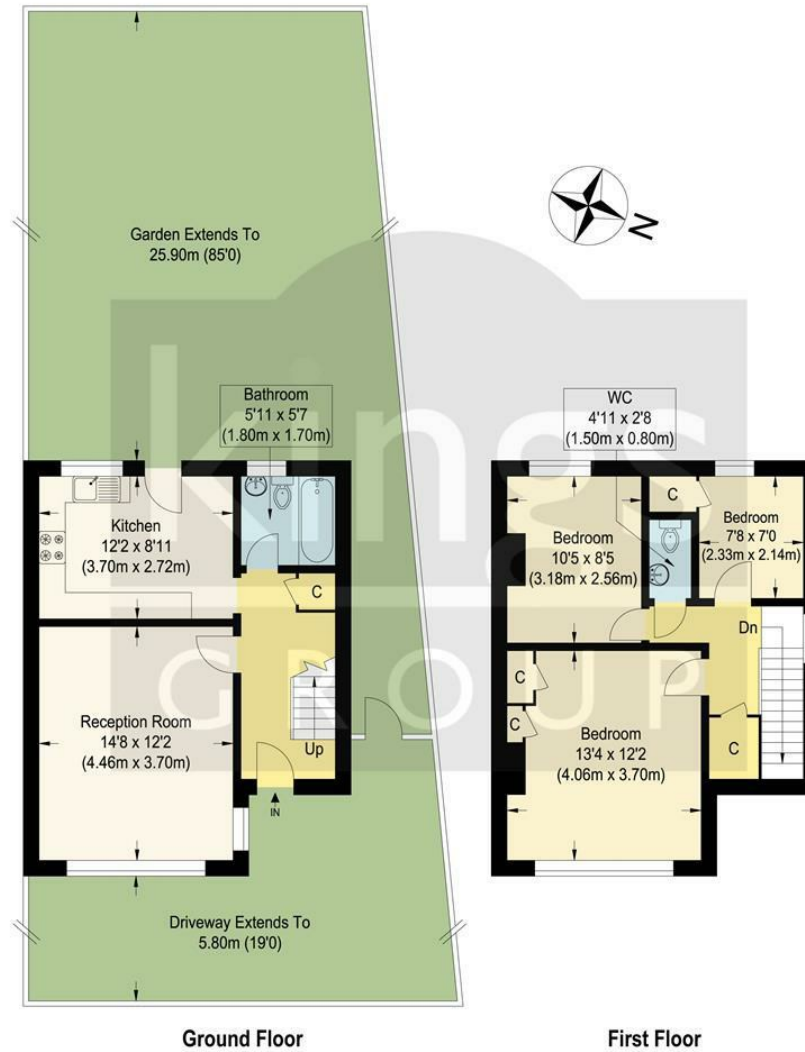 Garden Extends To
25.90m (85'0)
N
kings
GROUP
Bathroom
5'11 x 5'7
(1.80m x 1.70m)
Kitchen
12'2 x 8'11
(3.70m x 2.72m)
C
Reception Room
14'8 x 12'2
(4.46m x 3.70m)
Up
IN
Driveway Extends To
5.80m (19'0)
Ground Floor
WC
4'11 x 2'8
(1.50m x 0.80m)
C
Bedroom
7'8 x 7'0
(2.33m x 2.14m)
Bedroom
10'5 x 8'5
(3.18m x 2.56m)
Dn
C
C
Bedroom
13'4 x 12'2
(4.06m x 3.70m)
C
First Floor